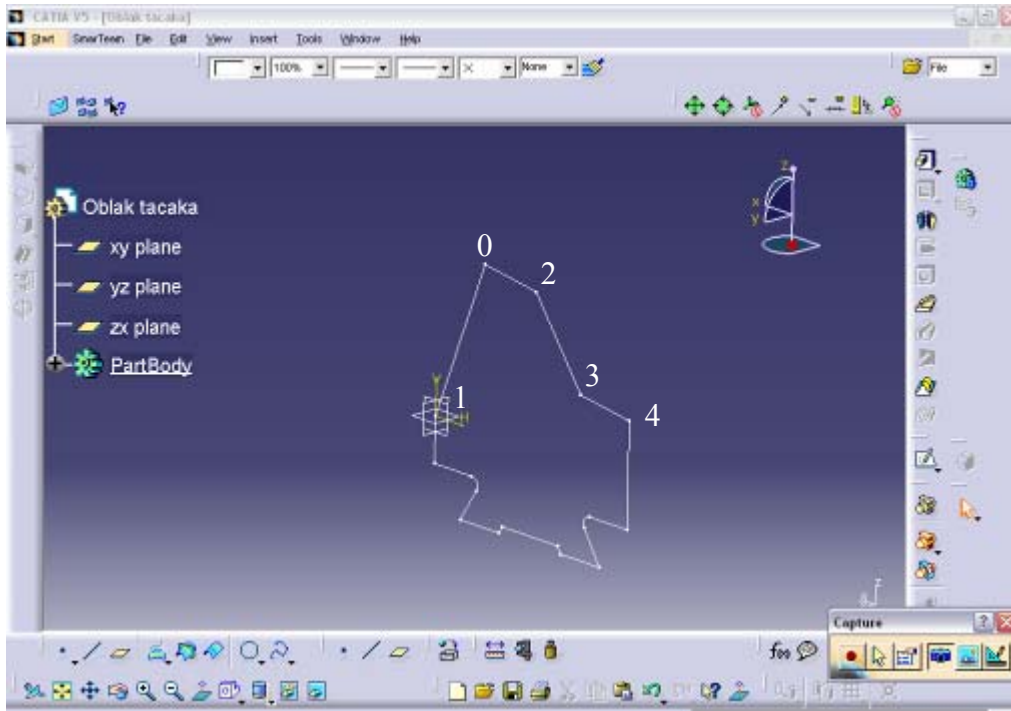 CATIA V5 - [Oblak tacaka]
Start SmarTeam File Edit View Insert Tools Window Help
100% None File
z
x
y
Oblak tacaka
xy plane
yz plane
zx plane
PartBody
0
2
3
4
Y
1
H
z
Capture